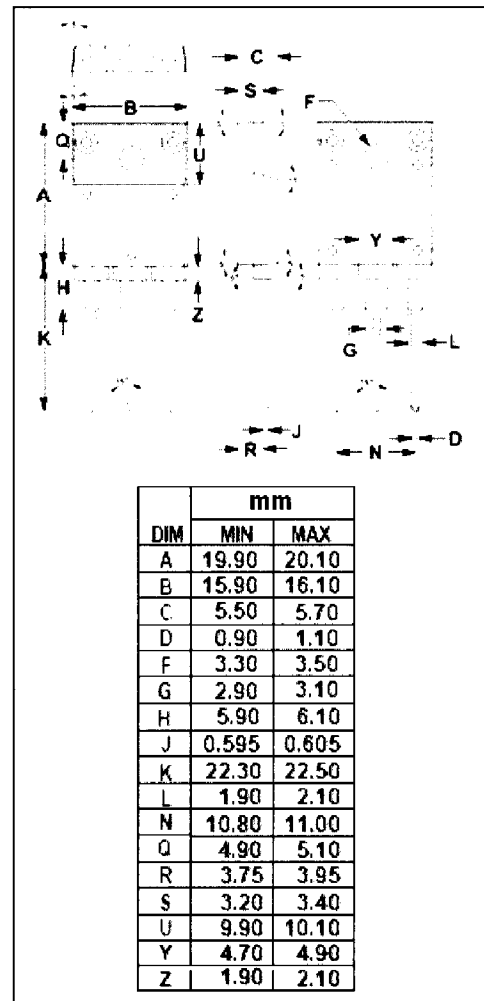 C
S
B
F
Q
U
A
Y
H
Z
K
G
L
J
R
N
D
mm
DIM MIN MAX
A 19.90 20.10
B 15.90 16.10
C 5.50 5.70
D 0.90 1.10
F 3.30 3.50
G 2.90 3.10
H 5.90 6.10
J 0.595 0.605
K 22.30 22.50
L 1.90 2.10
N 10.80 11.00
Q 4.90 5.10
R 3.75 3.95
S 3.20 3.40
U 9.90 10.10
Y 4.70 4.90
Z 1.90 2.10